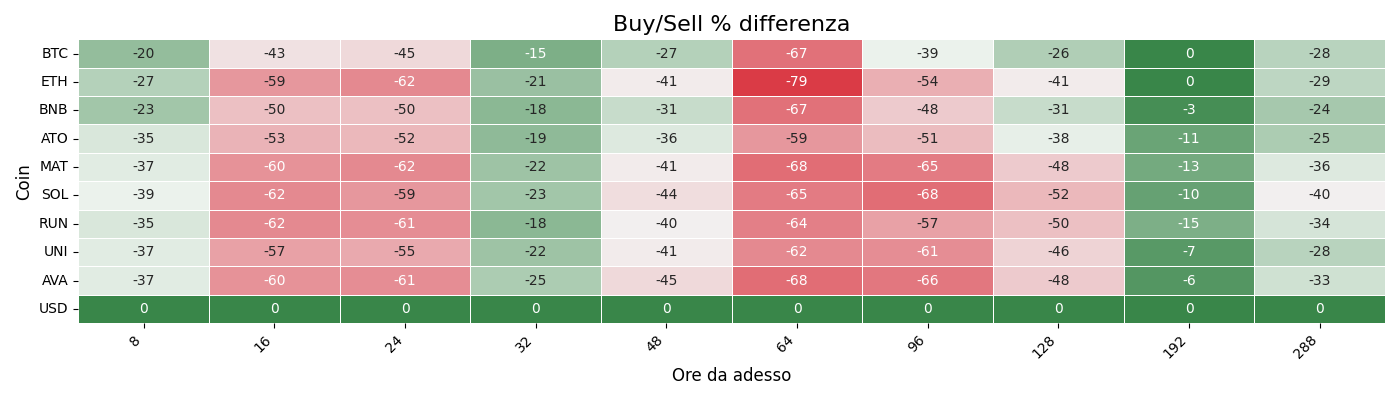 Buy/Sell % differenza
Coin
BTC -20 -43 -45 -15 -27 -67 -39 -26 0 -28
ETH -27 -59 -62 -21 -41 -79 -54 -41 0 -29
BNB -23 -50 -50 -18 -31 -67 -48 -31 -3 -24
ATO -35 -53 -52 -19 -36 -59 -51 -38 -11 -25
MAT -37 -60 -62 -22 -41 -68 -65 -48 -13 -36
SOL -39 -62 -59 -23 -44 -65 -68 -52 -10 -40
RUN -35 -62 -61 -18 -40 -64 -57 -50 -15 -34
UNI -37 -57 -55 -22 -41 -62 -61 -46 -7 -28
AVA -37 -60 -61 -25 -45 -68 -66 -48 -6 -33
USD 0 0 0 0 0 0 0 0 0 0
8 16 24 32 48 64 96 128 192 288
Ore da adesso